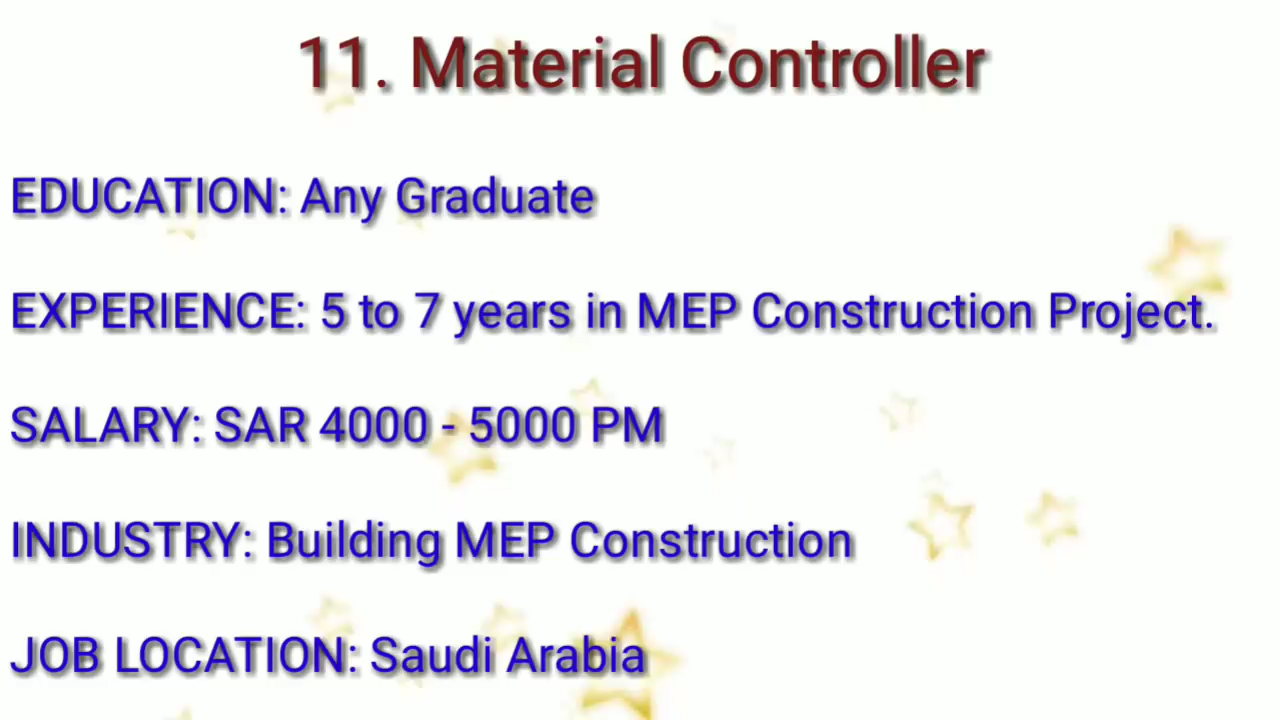 11. Material Controller
EDUCATION: Any Graduate
EXPERIENCE: 5 to 7 years in MEP Construction Project.
SALARY: SAR 4000 - 5000 PM
INDUSTRY: Building MEP Construction
JOB LOCATION: Saudi Arabia